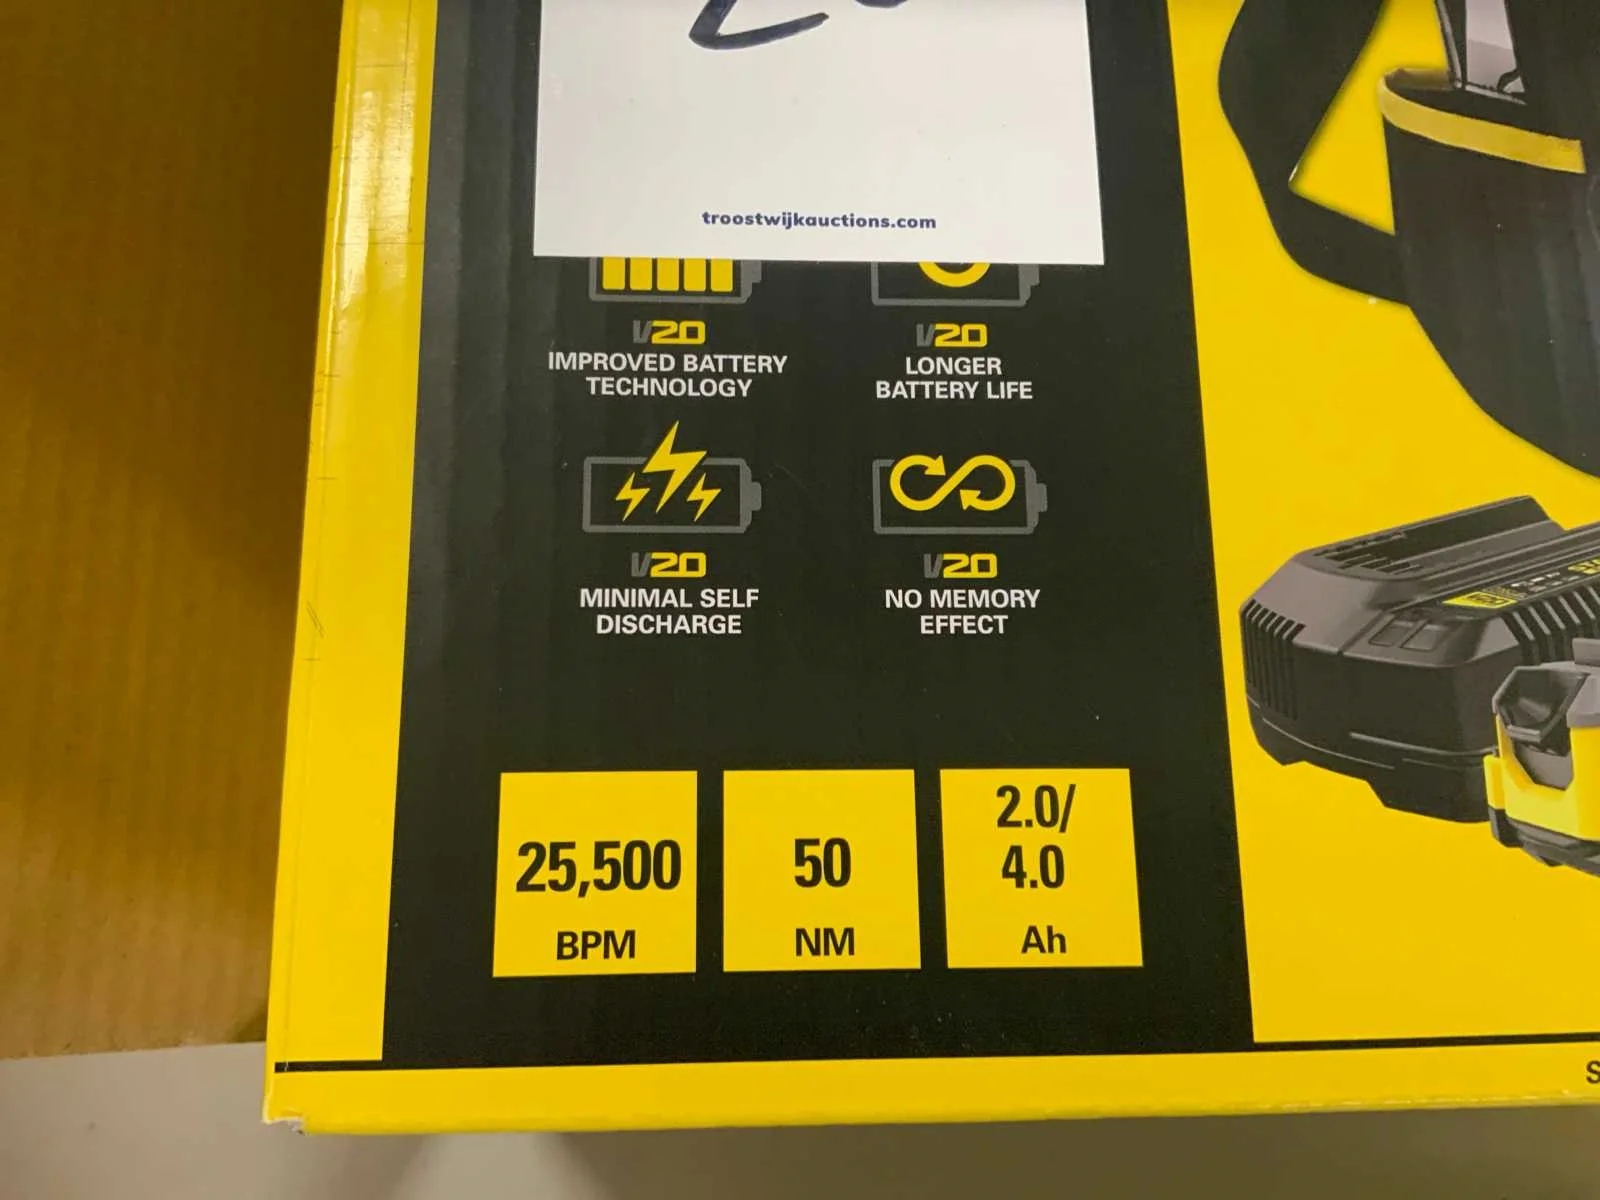 troostwijkauctions.com
V20
IMPROVED BATTERY
TECHNOLOGY
V20
LONGER
BATTERY LIFE
V20
MINIMAL SELF
DISCHARGE
V20
NO MEMORY
EFFECT
25,500
BPM
50
NM
2.0/
4.0
Ah